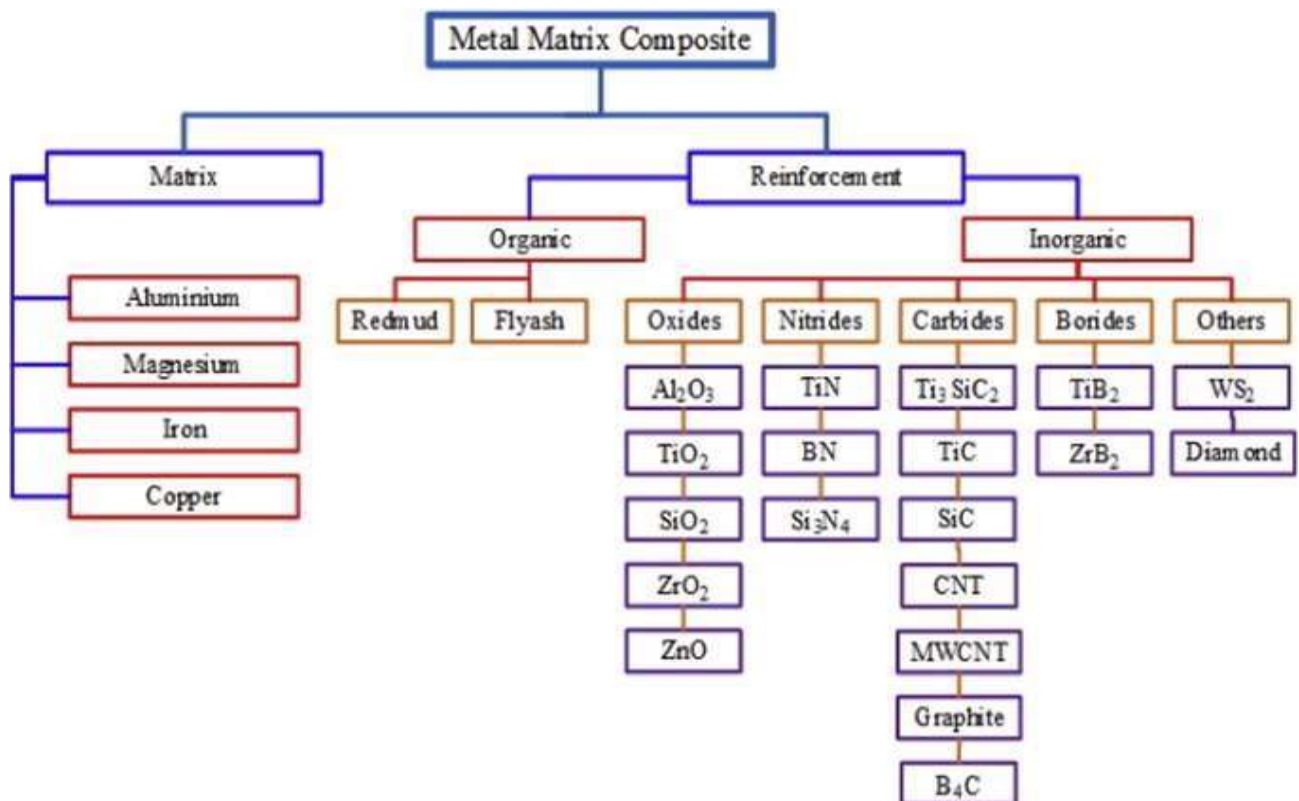 Metal Matrix Composite
Matrix
Reinforcement
Organic
Inorganic
Aluminium
Magnesium
Iron
Copper
Redmud
Flyash
Oxides
Nitrides
Carbides
Borides
Others
Al₂O₃
TiO₂
SiO₂
ZrO₂
ZnO
TiN
BN
Si₃N₄
Ti₃SiC₂
TiC
SiC
CNT
MWCNT
Graphite
B₄C
TiB₂
ZrB₂
WS₂
Diamond